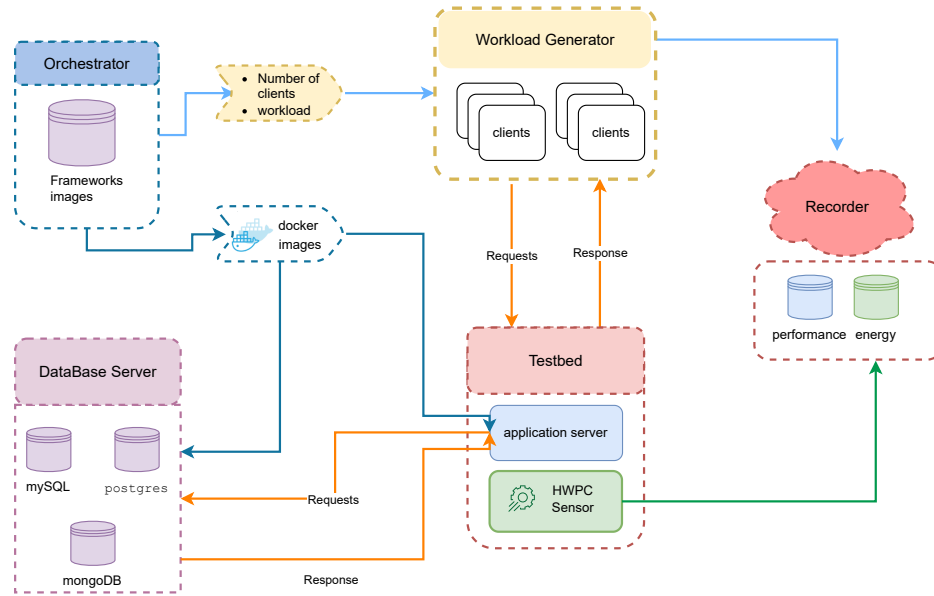 Orchestrator
Frameworks
images
• Number of
clients
• workload
Workload Generator
clients
clients
docker
images
Requests
Response
Recorder
performance
energy
DataBase Server
mySQL
postgres
mongoDB
Testbed
application server
HWPC
Sensor
Requests
Response